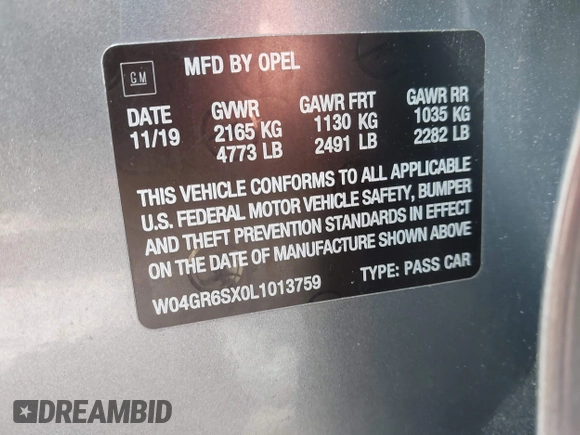 GM
MFD BY OPEL
DATE GVWR GAWR FRT GAWR RR
11/19 2165 KG 1130 KG 1035 KG
4773 LB 2491 LB 2282 LB
THIS VEHICLE CONFORMS TO ALL APPLICABLE
U.S. FEDERAL MOTOR VEHICLE SAFETY, BUMPER
AND THEFT PREVENTION STANDARDS IN EFFECT
ON THE DATE OF MANUFACTURE SHOWN ABOVE
W04GR6SX0L1013759 TYPE: PASS CAR
DREAMBID